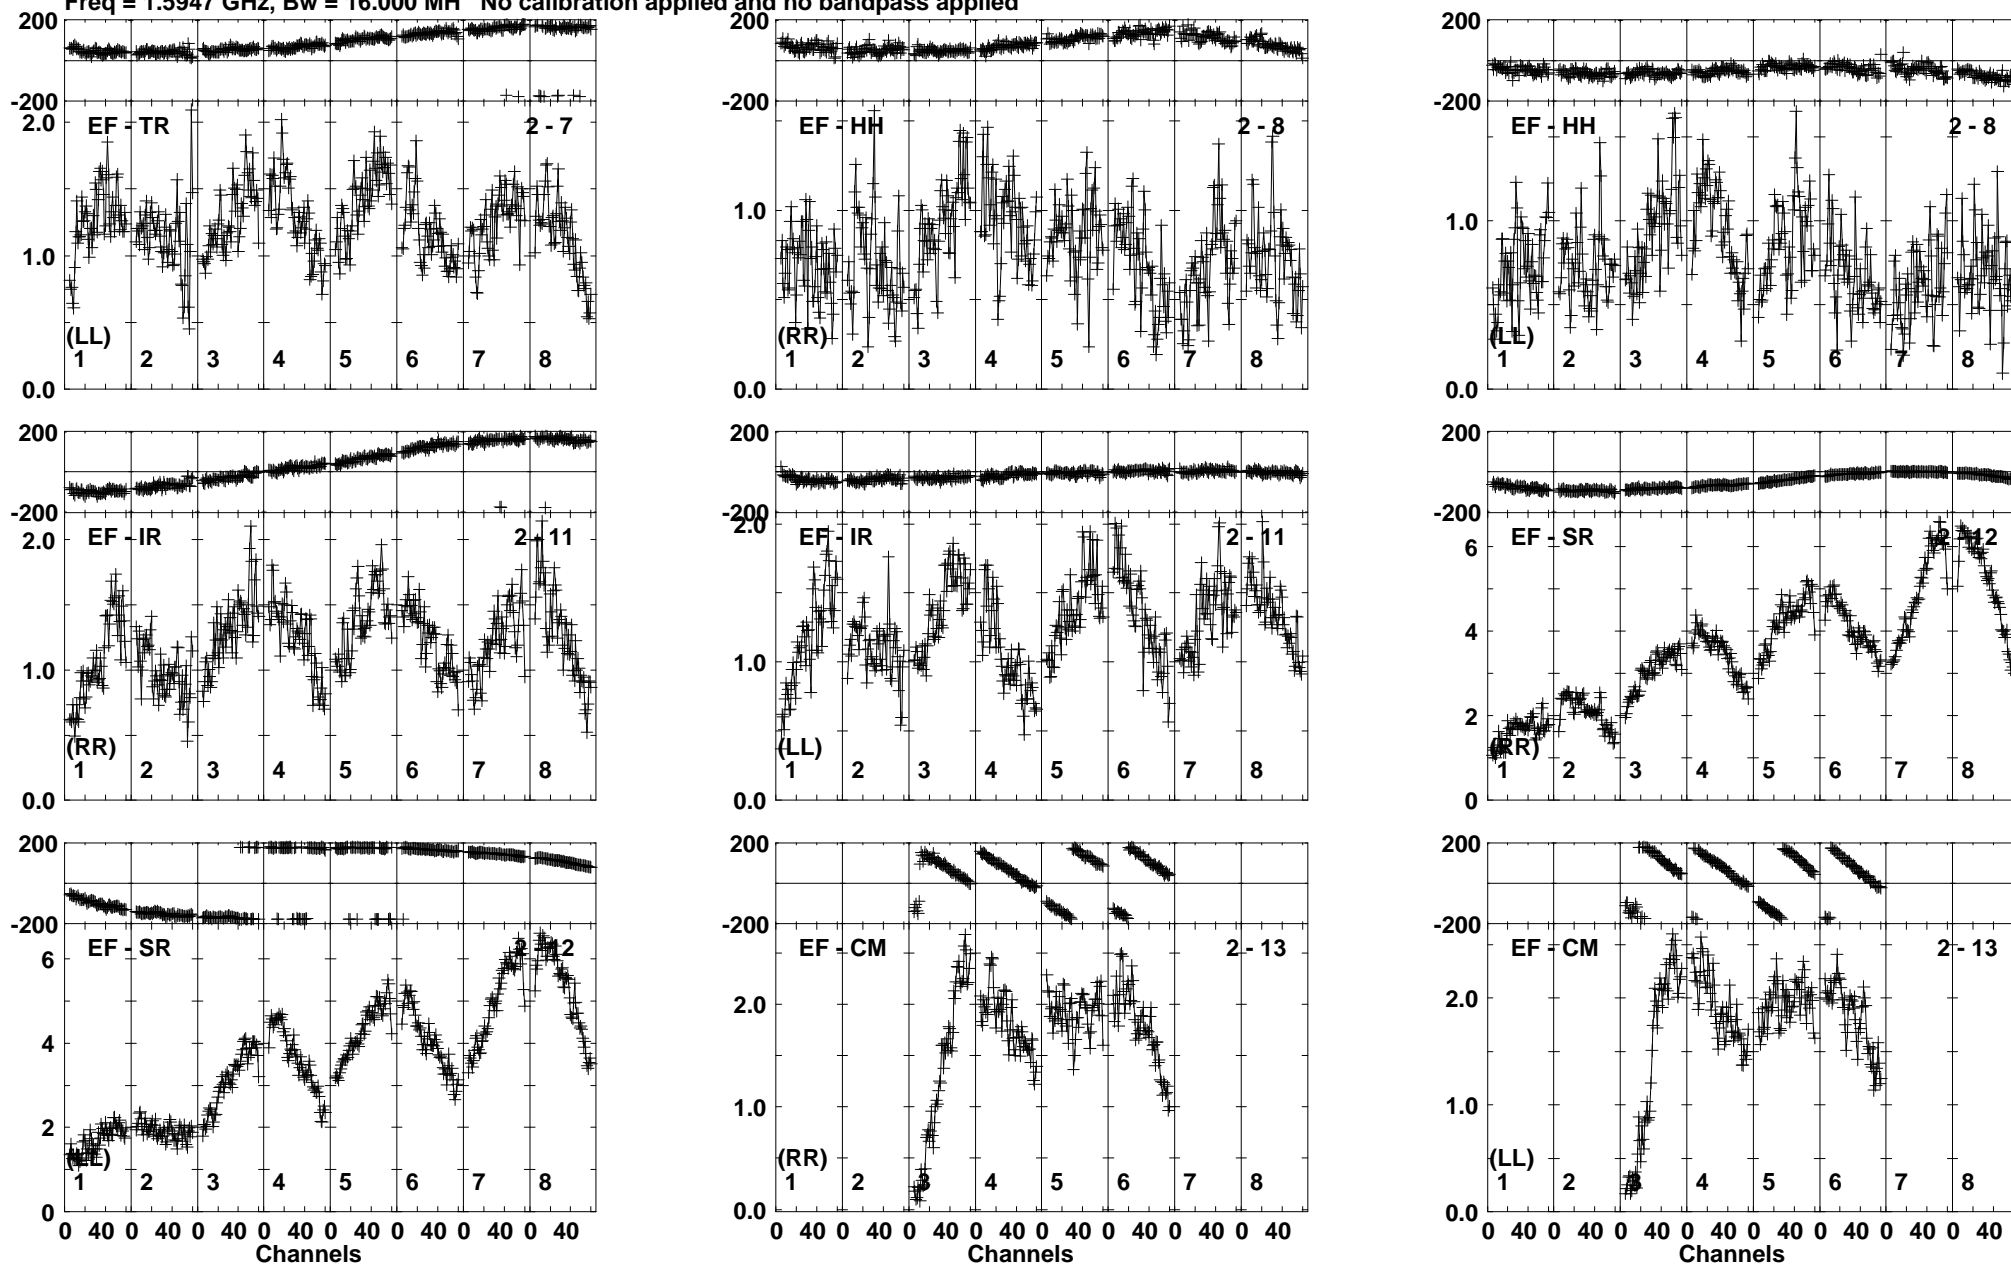 Freq = 1.5947 GHz, Bw = 16.000 MH No calibration applied and no bandpass applied
200 200 200
-200 -200 -200
EF - TR 2 - 7 EF - HH 2 - 8 EF - HH 2 - 8
2.0
1.0 1.0 1.0
(LL) (RR) (LL)
1 2 3 4 5 6 7 8 1 2 3 4 5 6 7 8 1 2 3 4 5 6 7 8
0.0 0.0 0.0
200 200 200
-200 -200 -200
EF - IR 2 - 11 EF - IR 2 - 11 EF - SR 2 - 12
2.0 2.0 6
4
1.0 1.0 2
(RR) (LL) (RR)
1 2 3 4 5 6 7 8 1 2 3 4 5 6 7 8 1 2 3 4 5 6 7 8
0.0 0.0 0
200 200 200
-200 -200 -200
EF - SR 2 - 12 EF - CM 2 - 13 EF - CM 2 - 13
6 2.0 2.0
4
2 1.0 1.0
(LL) (RR) (LL)
1 2 3 4 5 6 7 8 1 2 3 4 5 6 7 8 1 2 3 4 5 6 7 8
0 0.0 0.0
0 40 0 40 0 40 0 40 0 40 0 40 0 40 0 40 0 40 0 40 0 40 0 40 0 40 0 40 0 40 0 40 0 40 0 40 0 40 0 40 0 40 0 40 0 40 0 40
Channels Channels Channels